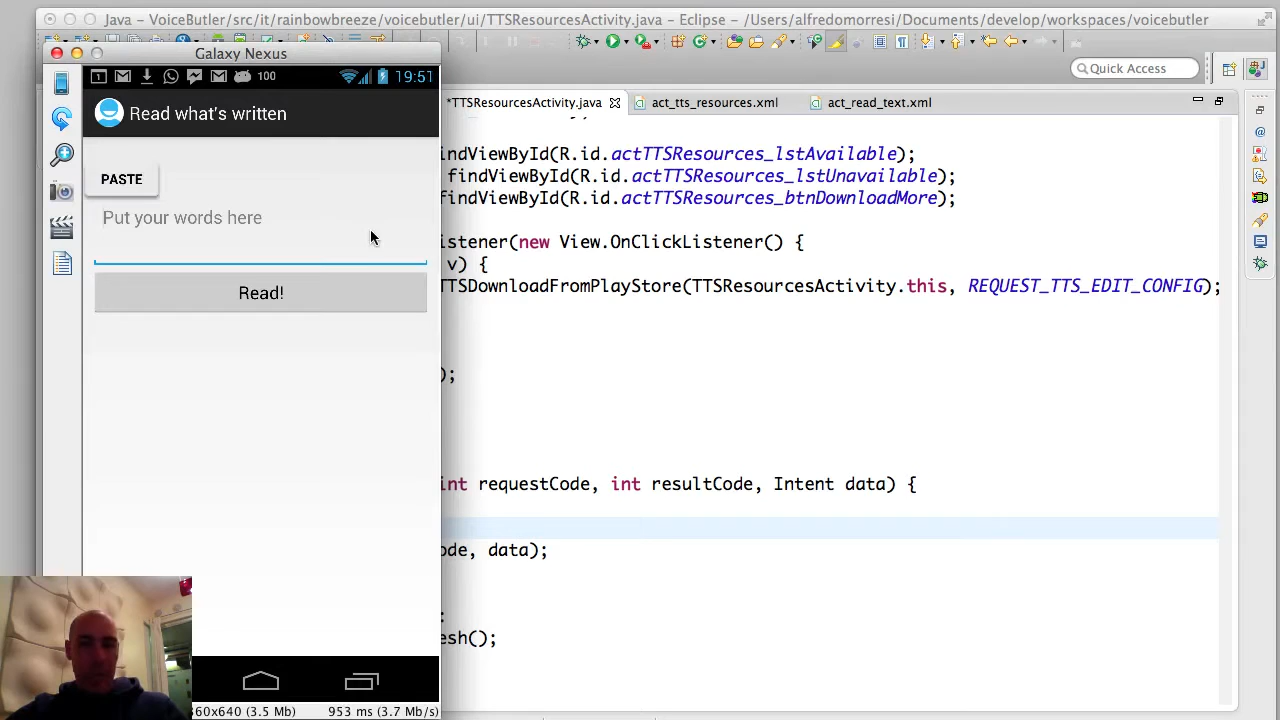 Java – VoiceButler/src/it/rainbowbreeze/voicebutler/ui/TTSResourcesActivity.java – Eclipse – /Users/alfredomorresi/Documents/develop/workspaces/voicebutler
Galaxy Nexus
Quick Access
1 100 19:51
*TTSResourcesActivity.java act_tts_resources.xml act_read_text.xml
Read what's written
indViewById(R.id.actTTSResources_lstAvailable);
findViewById(R.id.actTTSResources_lstUnavailable);
indViewById(R.id.actTTSResources_btnDownloadMore);
PASTE
Put your words here
istener(new View.OnClickListener() {
v) {
TTSDownloadFromPlayStore(TTSResourcesActivity.this, REQUEST_TTS_EDIT_CONFIG);
Read!
);
int requestCode, int resultCode, Intent data) {
ode, data);
:
esh();
60x640 (3.5 Mb) 953 ms (3.7 Mb/s)